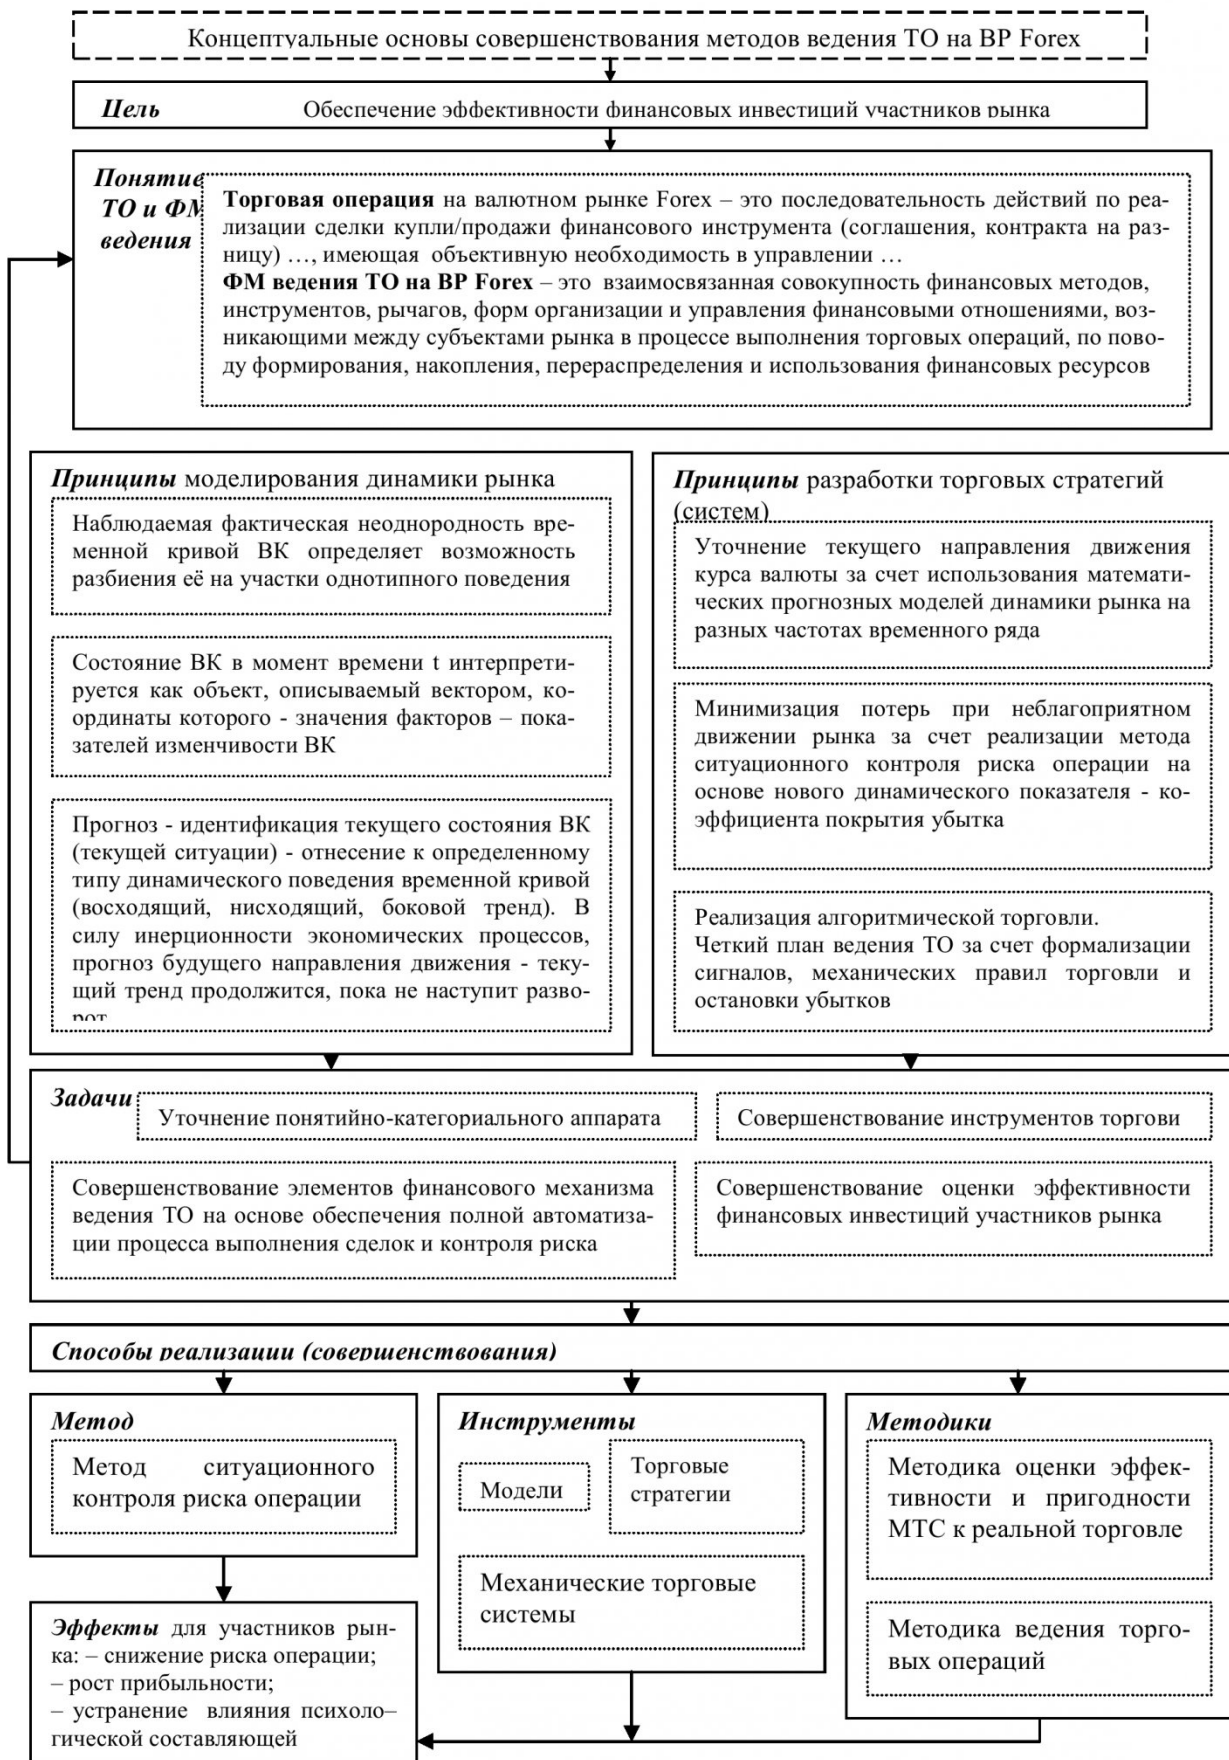 Концептуальные основы совершенствования методов ведения ТО на ВР Forex
Цель Обеспечение эффективности финансовых инвестиций участников рынка
Понятие
ТО и ФМ
ведения
Торговая операция на валютном рынке Forex – это последовательность действий по реа-
лизации сделки купли/продажи финансового инструмента (соглашения, контракта на раз-
ницу) …, имеющая объективную необходимость в управлении …
ФМ ведения ТО на ВР Forex – это взаимосвязанная совокупность финансовых методов,
инструментов, рычагов, форм организации и управления финансовыми отношениями, воз-
никающими между субъектами рынка в процессе выполнения торговых операций, по пово-
ду формирования, накопления, перераспределения и использования финансовых ресурсов
Принципы моделирования динамики рынка
Наблюдаемая фактическая неоднородность вре-
менной кривой ВК определяет возможность
разбиения её на участки однотипного поведения
Состояние ВК в момент времени t интерпрети-
руется как объект, описываемый вектором, ко-
ординаты которого - значения факторов – пока-
зателей изменчивости ВК
Прогноз - идентификация текущего состояния ВК
(текущей ситуации) - отнесение к определенному
типу динамического поведения временной кривой
(восходящий, нисходящий, боковой тренд). В
силу инерционности экономических процессов,
прогноз будущего направления движения - теку-
щий тренд продолжится, пока не наступит разво-
рот
Принципы разработки торговых стратегий
(систем)
Уточнение текущего направления движения
курса валюты за счет использования математи-
ческих прогнозных моделей динамики рынка на
разных частотах временного ряда
Минимизация потерь при неблагоприятном
движении рынка за счет реализации метода
ситуационного контроля риска операции на
основе нового динамического показателя - ко-
эффициента покрытия убытка
Реализация алгоритмической торговли.
Четкий план ведения ТО за счет формализации
сигналов, механических правил торговли и
остановки убытков
Задачи
Уточнение понятийно-категориального аппарата
Совершенствование инструментов торгови
Совершенствование элементов финансового механизма
ведения ТО на основе обеспечения полной автоматиза-
ции процесса выполнения сделок и контроля риска
Совершенствование оценки эффективности
финансовых инвестиций участников рынка
Способы реализации (совершенствования)
Метод
Метод ситуационного
контроля риска операции
Инструменты
Модели
Торговые
стратегии
Механические торговые
системы
Методики
Методика оценки эффек-
тивности и пригодности
МТС к реальной торговле
Методика ведения торго-
вых операций
Эффекты для участников рын-
ка: – снижение риска операции;
– рост прибыльности;
– устранение влияния психоло–
гической составляющей